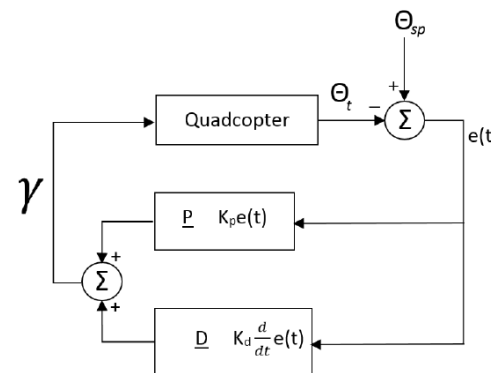 Θsp
Θt
+
−
Quadcopter
Σ
e(t
γ
P Kpe(t)
+
Σ
+
D Kd d/dt e(t)